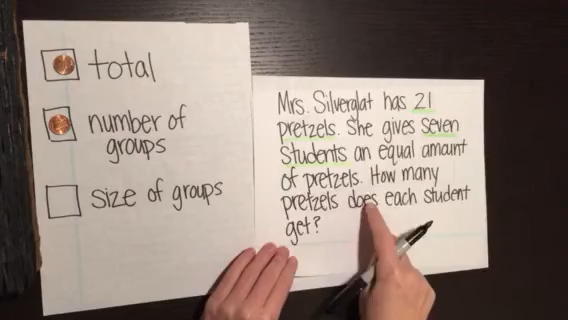 total
number of
groups
size of groups
Mrs. Silverglat has 21
pretzels. She gives seven
students an equal amount
of pretzels. How many
pretzels does each student
get?